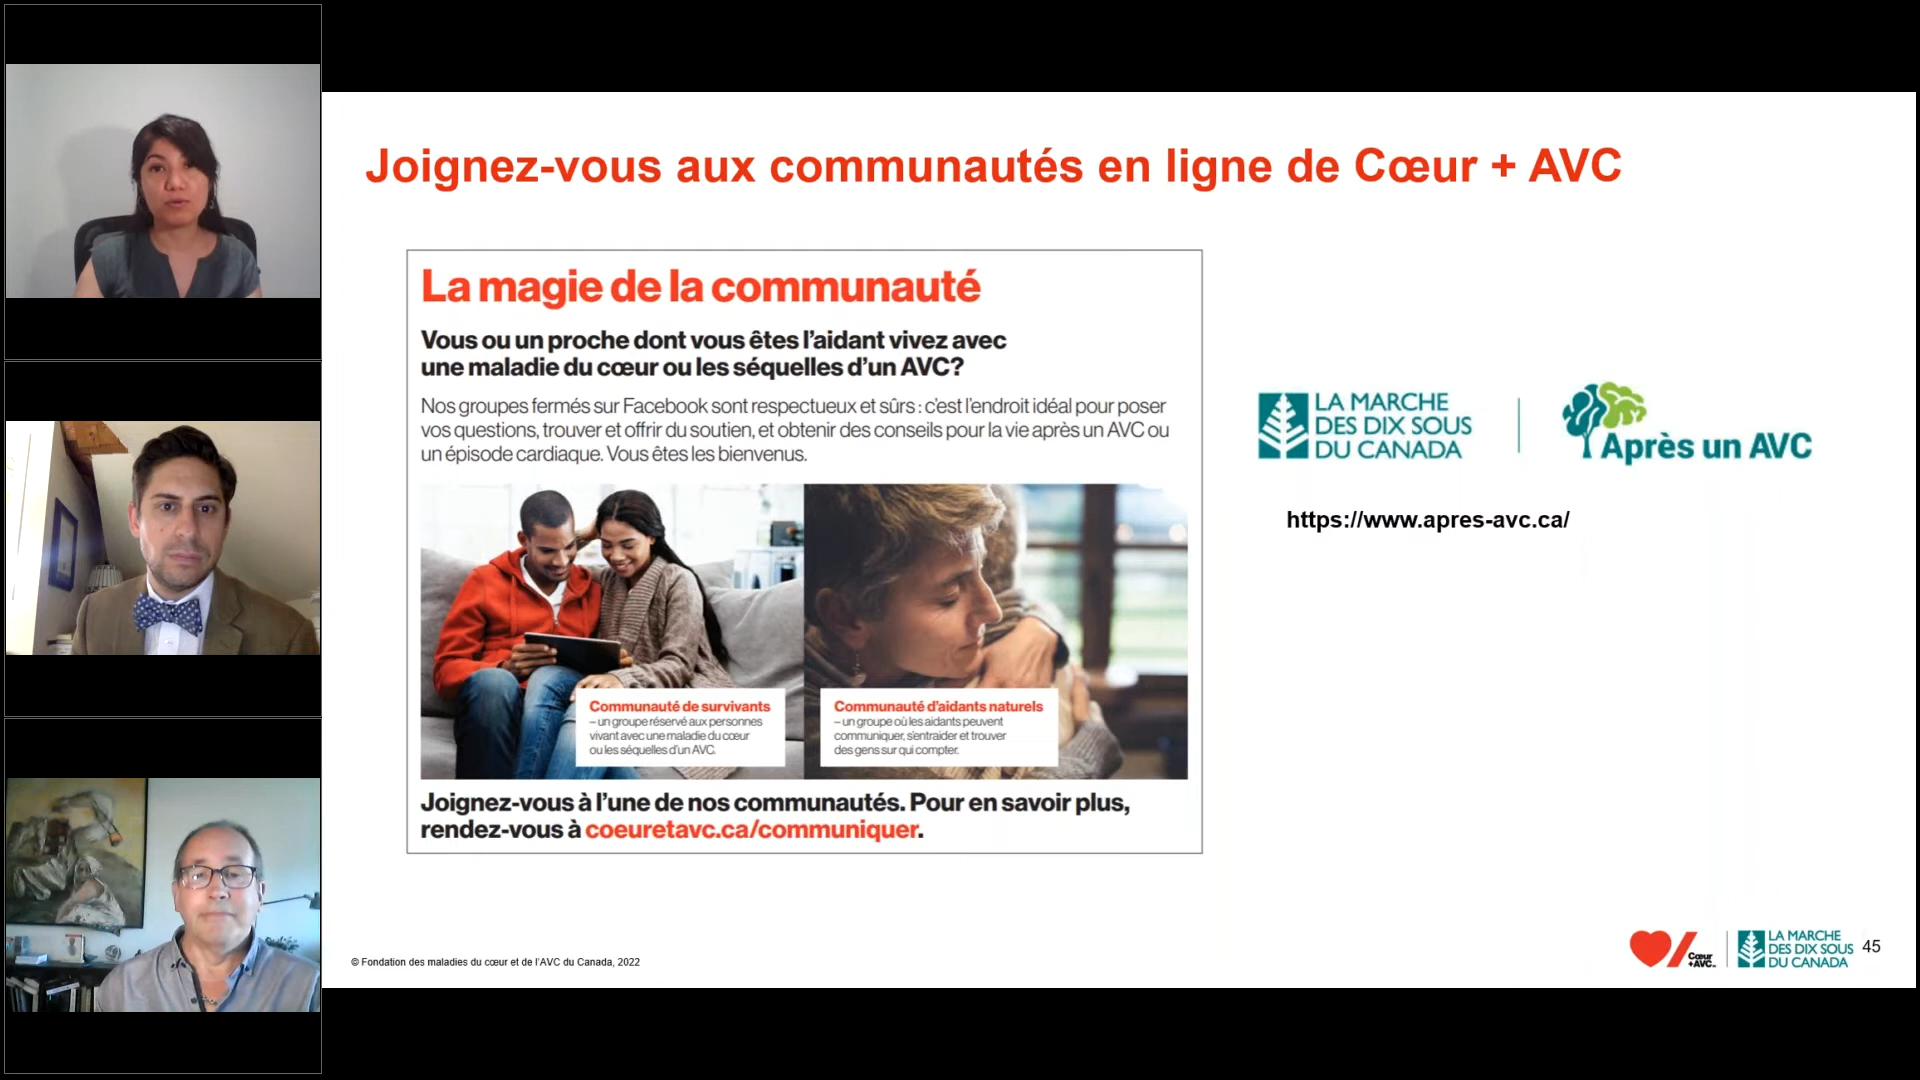 Joignez-vous aux communautés en ligne de Cœur + AVC
La magie de la communauté
Vous ou un proche dont vous êtes l’aidant vivez avec
une maladie du cœur ou les séquelles d’un AVC?
Nos groupes fermés sur Facebook sont respectueux et sûrs : c’est l’endroit idéal pour poser
vos questions, trouver et offrir du soutien, et obtenir des conseils pour la vie après un AVC ou
un épisode cardiaque. Vous êtes les bienvenus.
Communauté de survivants
– un groupe réservé aux personnes
vivant avec une maladie du cœur
ou les séquelles d’un AVC.
Communauté d’aidants naturels
– un groupe où les aidants peuvent
communiquer, s’entraider et trouver
des gens sur qui compter.
Joignez-vous à l’une de nos communautés. Pour en savoir plus,
rendez-vous à coeuretavc.ca/communiquer.
LA MARCHE
DES DIX SOUS
DU CANADA
Après un AVC
https://www.apres-avc.ca/
© Fondation des maladies du cœur et de l’AVC du Canada, 2022
Cœur
+AVC™
LA MARCHE
DES DIX SOUS
DU CANADA
45